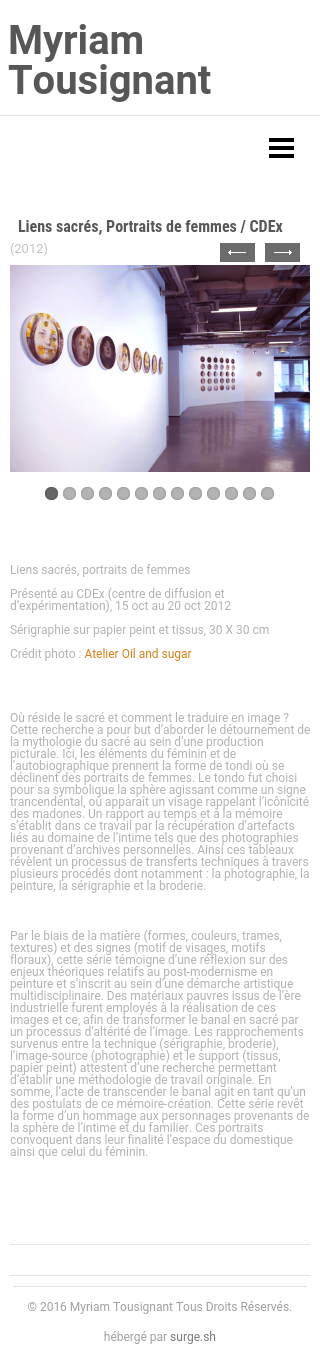 Myriam
Tousignant
Liens sacrés, Portraits de femmes / CDEx
(2012)
Liens sacrés, portraits de femmes
Présenté au CDEx (centre de diffusion et
d’expérimentation), 15 oct au 20 oct 2012
Sérigraphie sur papier peint et tissus, 30 X 30 cm
Crédit photo : Atelier Oil and sugar
Où réside le sacré et comment le traduire en image ?
Cette recherche a pour but d’aborder le détournement de
la mythologie du sacré au sein d’une production
picturale. Ici, les éléments du féminin et de
l’autobiographique prennent la forme de tondi où se
déclinent des portraits de femmes. Le tondo fut choisi
pour sa symbolique la sphère agissant comme un signe
trancendental, où apparaît un visage rappelant l’icônicité
des madones. Un rapport au temps et à la mémoire
s’établit dans ce travail par la récupération d’artefacts
liés au domaine de l’intime tels que des photographies
provenant d’archives personnelles. Ainsi ces tableaux
révèlent un processus de transferts techniques à travers
plusieurs procédés dont notamment : la photographie, la
peinture, la sérigraphie et la broderie.
Par le biais de la matière (formes, couleurs, trames,
textures) et des signes (motif de visages, motifs
floraux), cette série témoigne d’une réflexion sur des
enjeux théoriques relatifs au post-modernisme en
peinture et s’inscrit au sein d’une démarche artistique
multidisciplinaire. Des matériaux pauvres issus de l’ère
industrielle furent employés à la réalisation de ces
images et ce, afin de transformer le banal en sacré par
un processus d’altérité de l’image. Les rapprochements
survenus entre la technique (sérigraphie, broderie),
l’image-source (photographie) et le support (tissus,
papier peint) attestent d’une recherche permettant
d’établir une méthodologie de travail originale. En
somme, l’acte de transcender le banal agit en tant qu’un
des postulats de ce mémoire-création. Cette série revêt
la forme d’un hommage aux personnages provenants de
la sphère de l’intime et du familier. Ces portraits
convoquent dans leur finalité l’espace du domestique
ainsi que celui du féminin.
© 2016 Myriam Tousignant Tous Droits Réservés.
hébergé par surge.sh